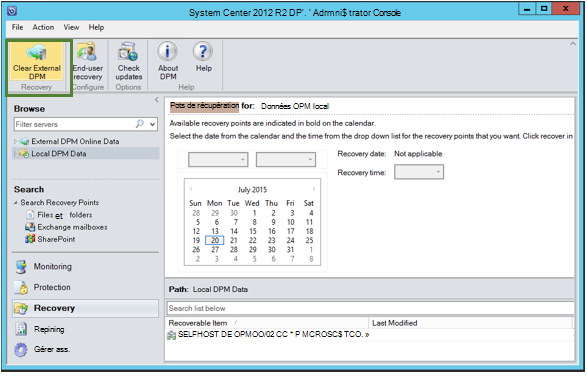 System Center 2012 R2 DP'. ' Admrni$ trator Console
File Action View Help
Clear External DPM
End-user recovery
Check updates
About DPM
Help
Recovery Configure Options Help
Browse
Filter servers
External DPM Online Data
Local DPM Data
Search
Search Recovery Points
Files et folders
Exchange mailboxes
SharePoint
Monitoring
Protection
Recovery
Repining
Gérer ass.
Pots de récupération for: Données OPM local
Available recovery points are indicated in bold on the calendar.
Select the date from the calendar and the time from the drop down list for the recovery points that you want. Click recover in
Recovery date: Not applicable
Recovery time:
July 2015
Sun Mon Tue Wed Thu Fri Sat
28 29 30 1 2 3 4
5 6 7 8 9 10 11
12 13 14 15 16 17 18
19 20 21 22 23 24 25
26 27 28 29 30 31 1
2 3 4 5 6 7 8
Path: Local DPM Data
Search list below
Recoverable Item / Last Modified
SELFHOST DE OPMOO/02 CC * P MCROSC$ TCO. »